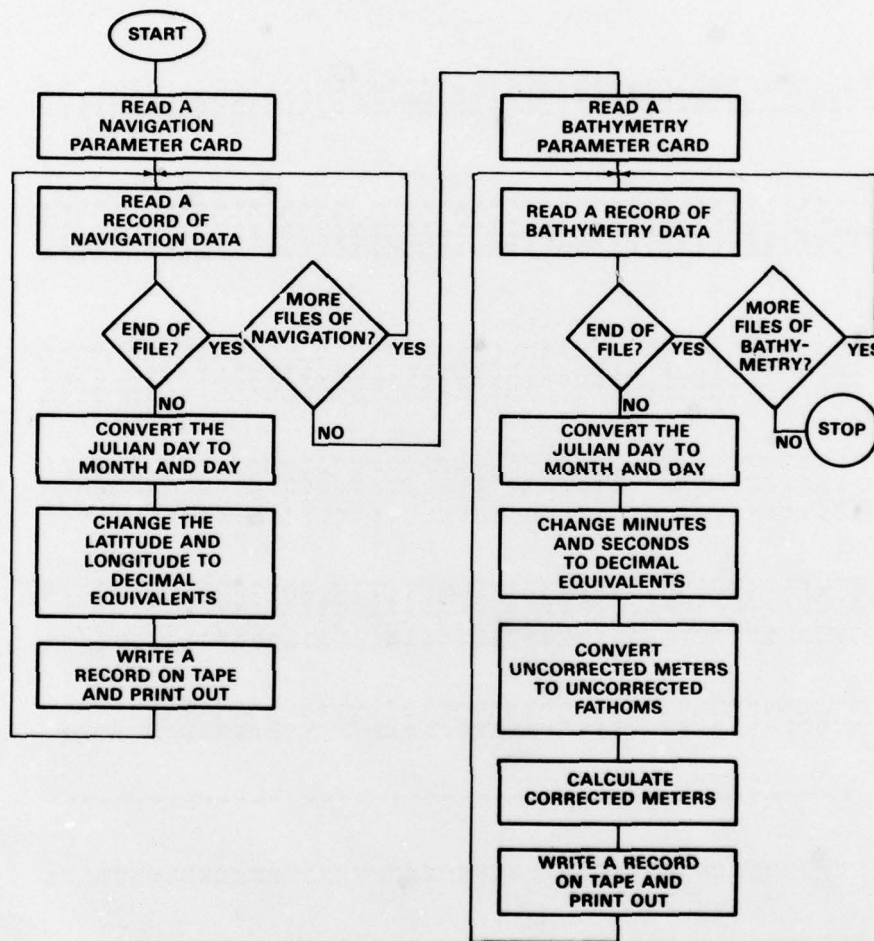 START
READ A
NAVIGATION
PARAMETER CARD
READ A
RECORD OF
NAVIGATION DATA
END OF
FILE?
YES
MORE
FILES OF
NAVIGATION?
YES
NO
NO
CONVERT THE
JULIAN DAY TO
MONTH AND DAY
CHANGE THE
LATITUDE AND
LONGITUDE TO
DECIMAL
EQUIVALENTS
WRITE A
RECORD ON TAPE
AND PRINT OUT
READ A
BATHYMETRY
PARAMETER CARD
READ A RECORD OF
BATHYMETRY DATA
END OF
FILE?
YES
MORE
FILES OF
BATHY-
METRY?
YES
NO
NO
STOP
CONVERT THE
JULIAN DAY TO
MONTH AND DAY
CHANGE MINUTES
AND SECONDS
TO DECIMAL
EQUIVALENTS
CONVERT
UNCORRECTED METERS
TO UNCORRECTED
FATHOMS
CALCULATE
CORRECTED METERS
WRITE A RECORD
ON TAPE AND
PRINT OUT